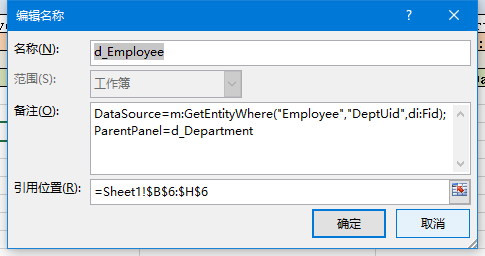 编辑名称
名称(N):
d_Employee
范围(S):
工作簿
备注(O):
DataSource=m:GetEntityWhere("Employee","DeptUid",di:Fid);
ParentPanel=d_Department
引用位置(R):
=Sheet1!$B$6:$H$6
确定
取消